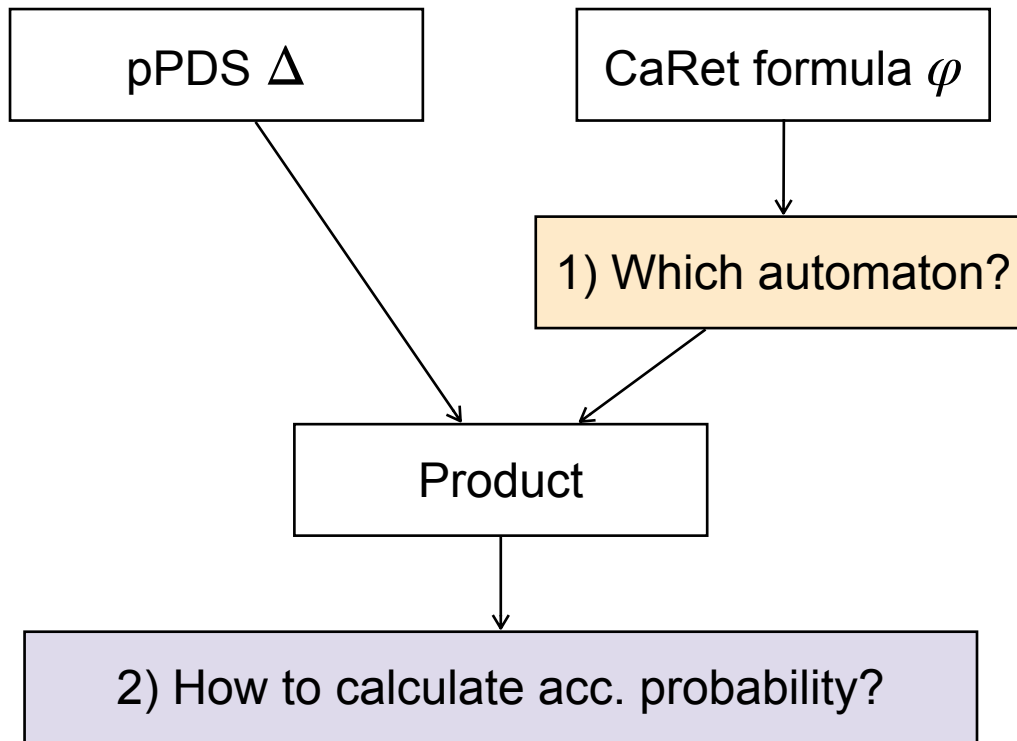 pPDS Δ
CaRet formula φ
1) Which automaton?
Product
2) How to calculate acc. probability?